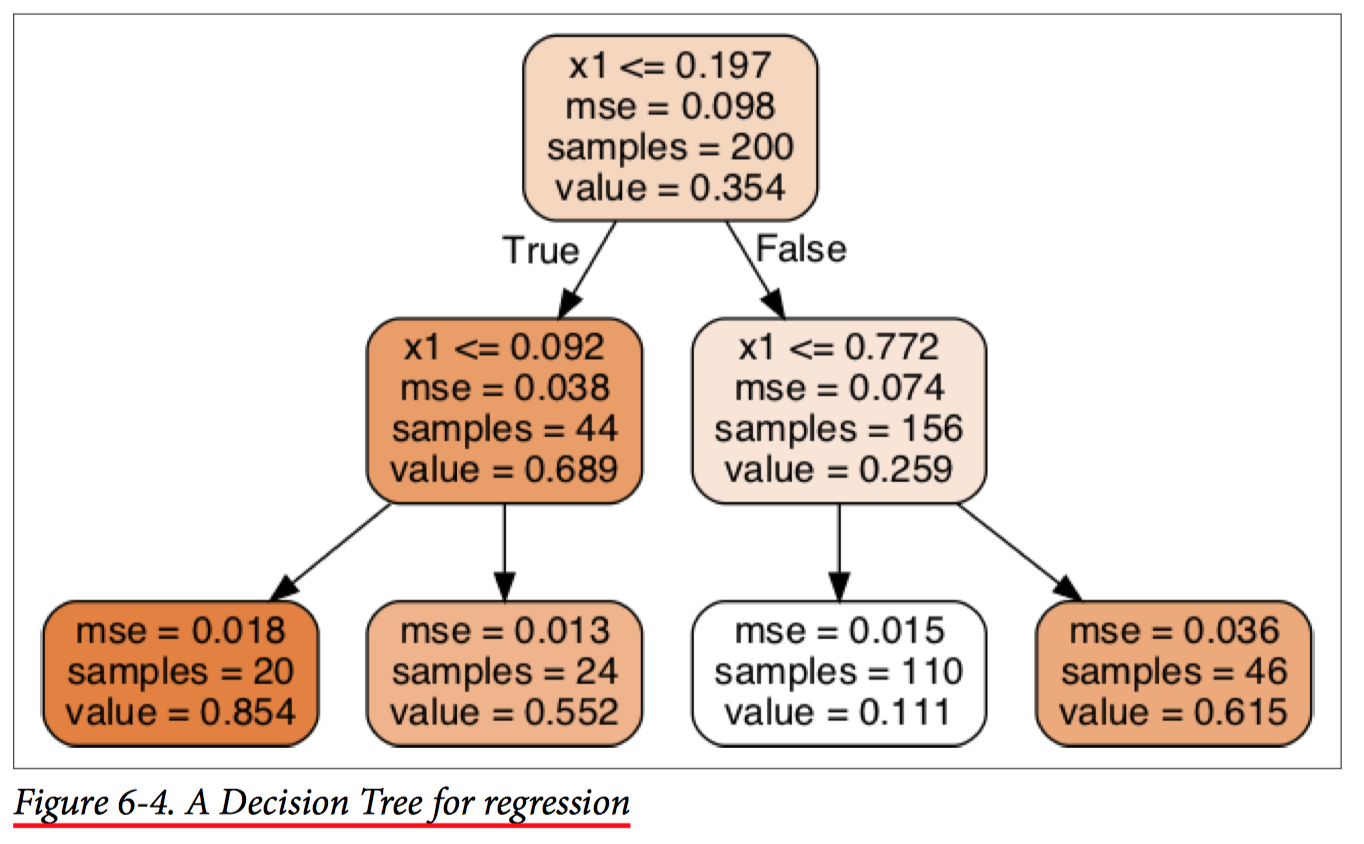 x1 <= 0.197
mse = 0.098
samples = 200
value = 0.354
True
False
x1 <= 0.092
mse = 0.038
samples = 44
value = 0.689
x1 <= 0.772
mse = 0.074
samples = 156
value = 0.259
mse = 0.018
samples = 20
value = 0.854
mse = 0.013
samples = 24
value = 0.552
mse = 0.015
samples = 110
value = 0.111
mse = 0.036
samples = 46
value = 0.615
Figure 6-4. A Decision Tree for regression